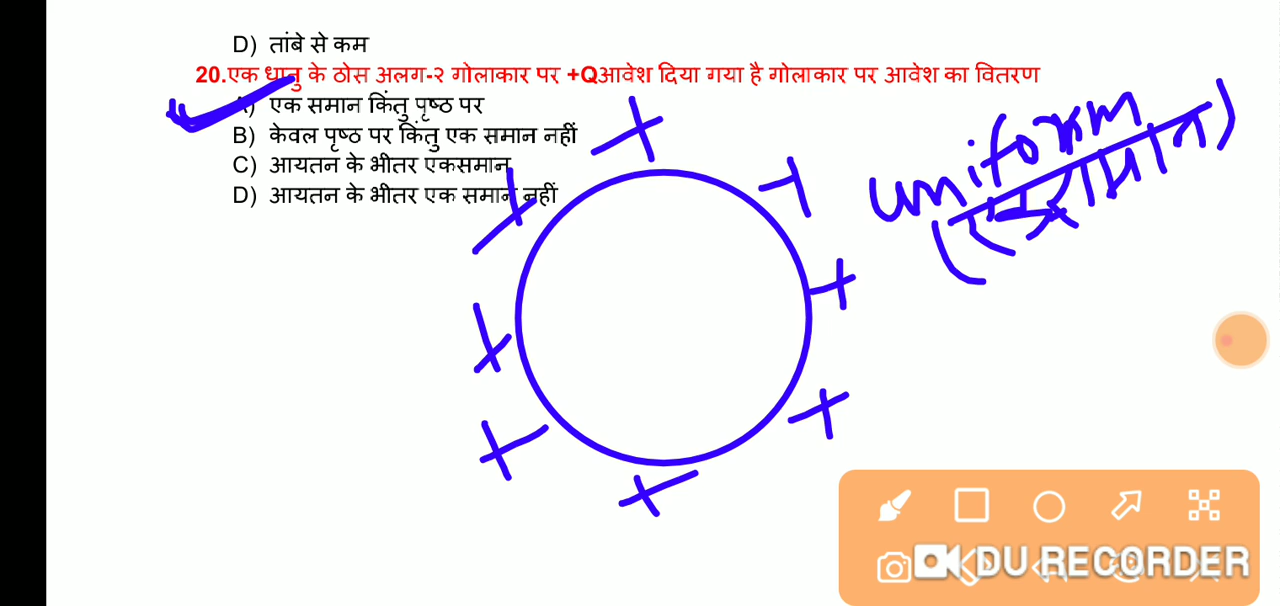 D) तांबे से कम
20.एक धातु के ठोस अलग-२ गोलाकार पर +Qआवेश दिया गया है गोलाकार पर आवेश का वितरण
A) एक समान किंतु पृष्ठ पर
B) केवल पृष्ठ पर किंतु एक समान नहीं
C) आयतन के भीतर एकसमान
D) आयतन के भीतर एक समान नहीं
uniform
(एकसमान)
DU RECORDER